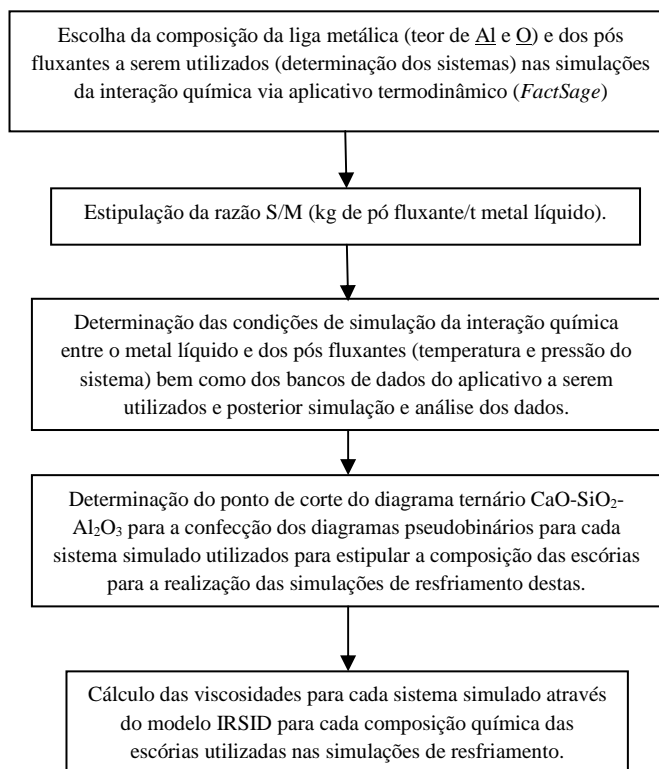 Escolha da composição da liga metálica (teor de Al e O) e dos pós
fluxantes a serem utilizados (determinação dos sistemas) nas simulações
da interação química via aplicativo termodinâmico (FactSage)
Estipulação da razão S/M (kg de pó fluxante/t metal líquido).
Determinação das condições de simulação da interação química
entre o metal líquido e dos pós fluxantes (temperatura e pressão do
sistema) bem como dos bancos de dados do aplicativo a serem
utilizados e posterior simulação e análise dos dados.
Determinação do ponto de corte do diagrama ternário CaO-SiO₂-
Al₂O₃ para a confecção dos diagramas pseudobinários para cada
sistema simulado utilizados para estipular a composição das escórias
para a realização das simulações de resfriamento destas.
Cálculo das viscosidades para cada sistema simulado através
do modelo IRSID para cada composição química das
escórias utilizadas nas simulações de resfriamento.